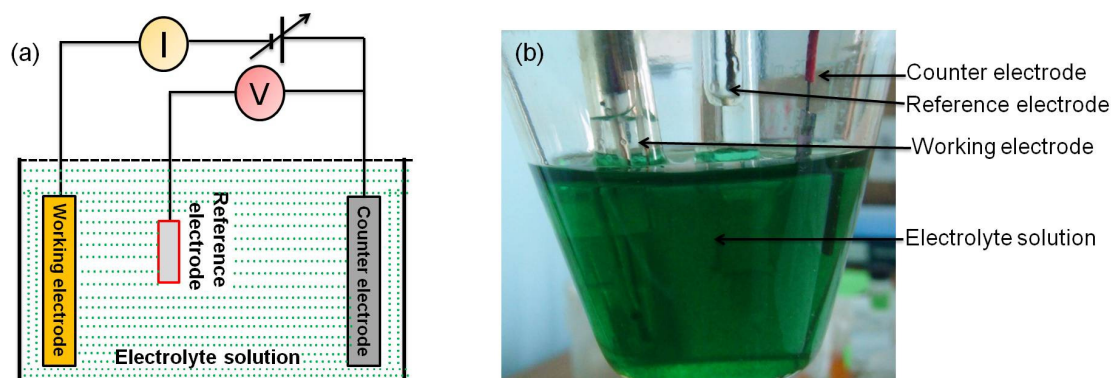 (a)
I
V
Working electrode
Reference
electrode
Counter electrode
Electrolyte solution
(b)
Counter electrode
Reference electrode
Working electrode
Electrolyte solution